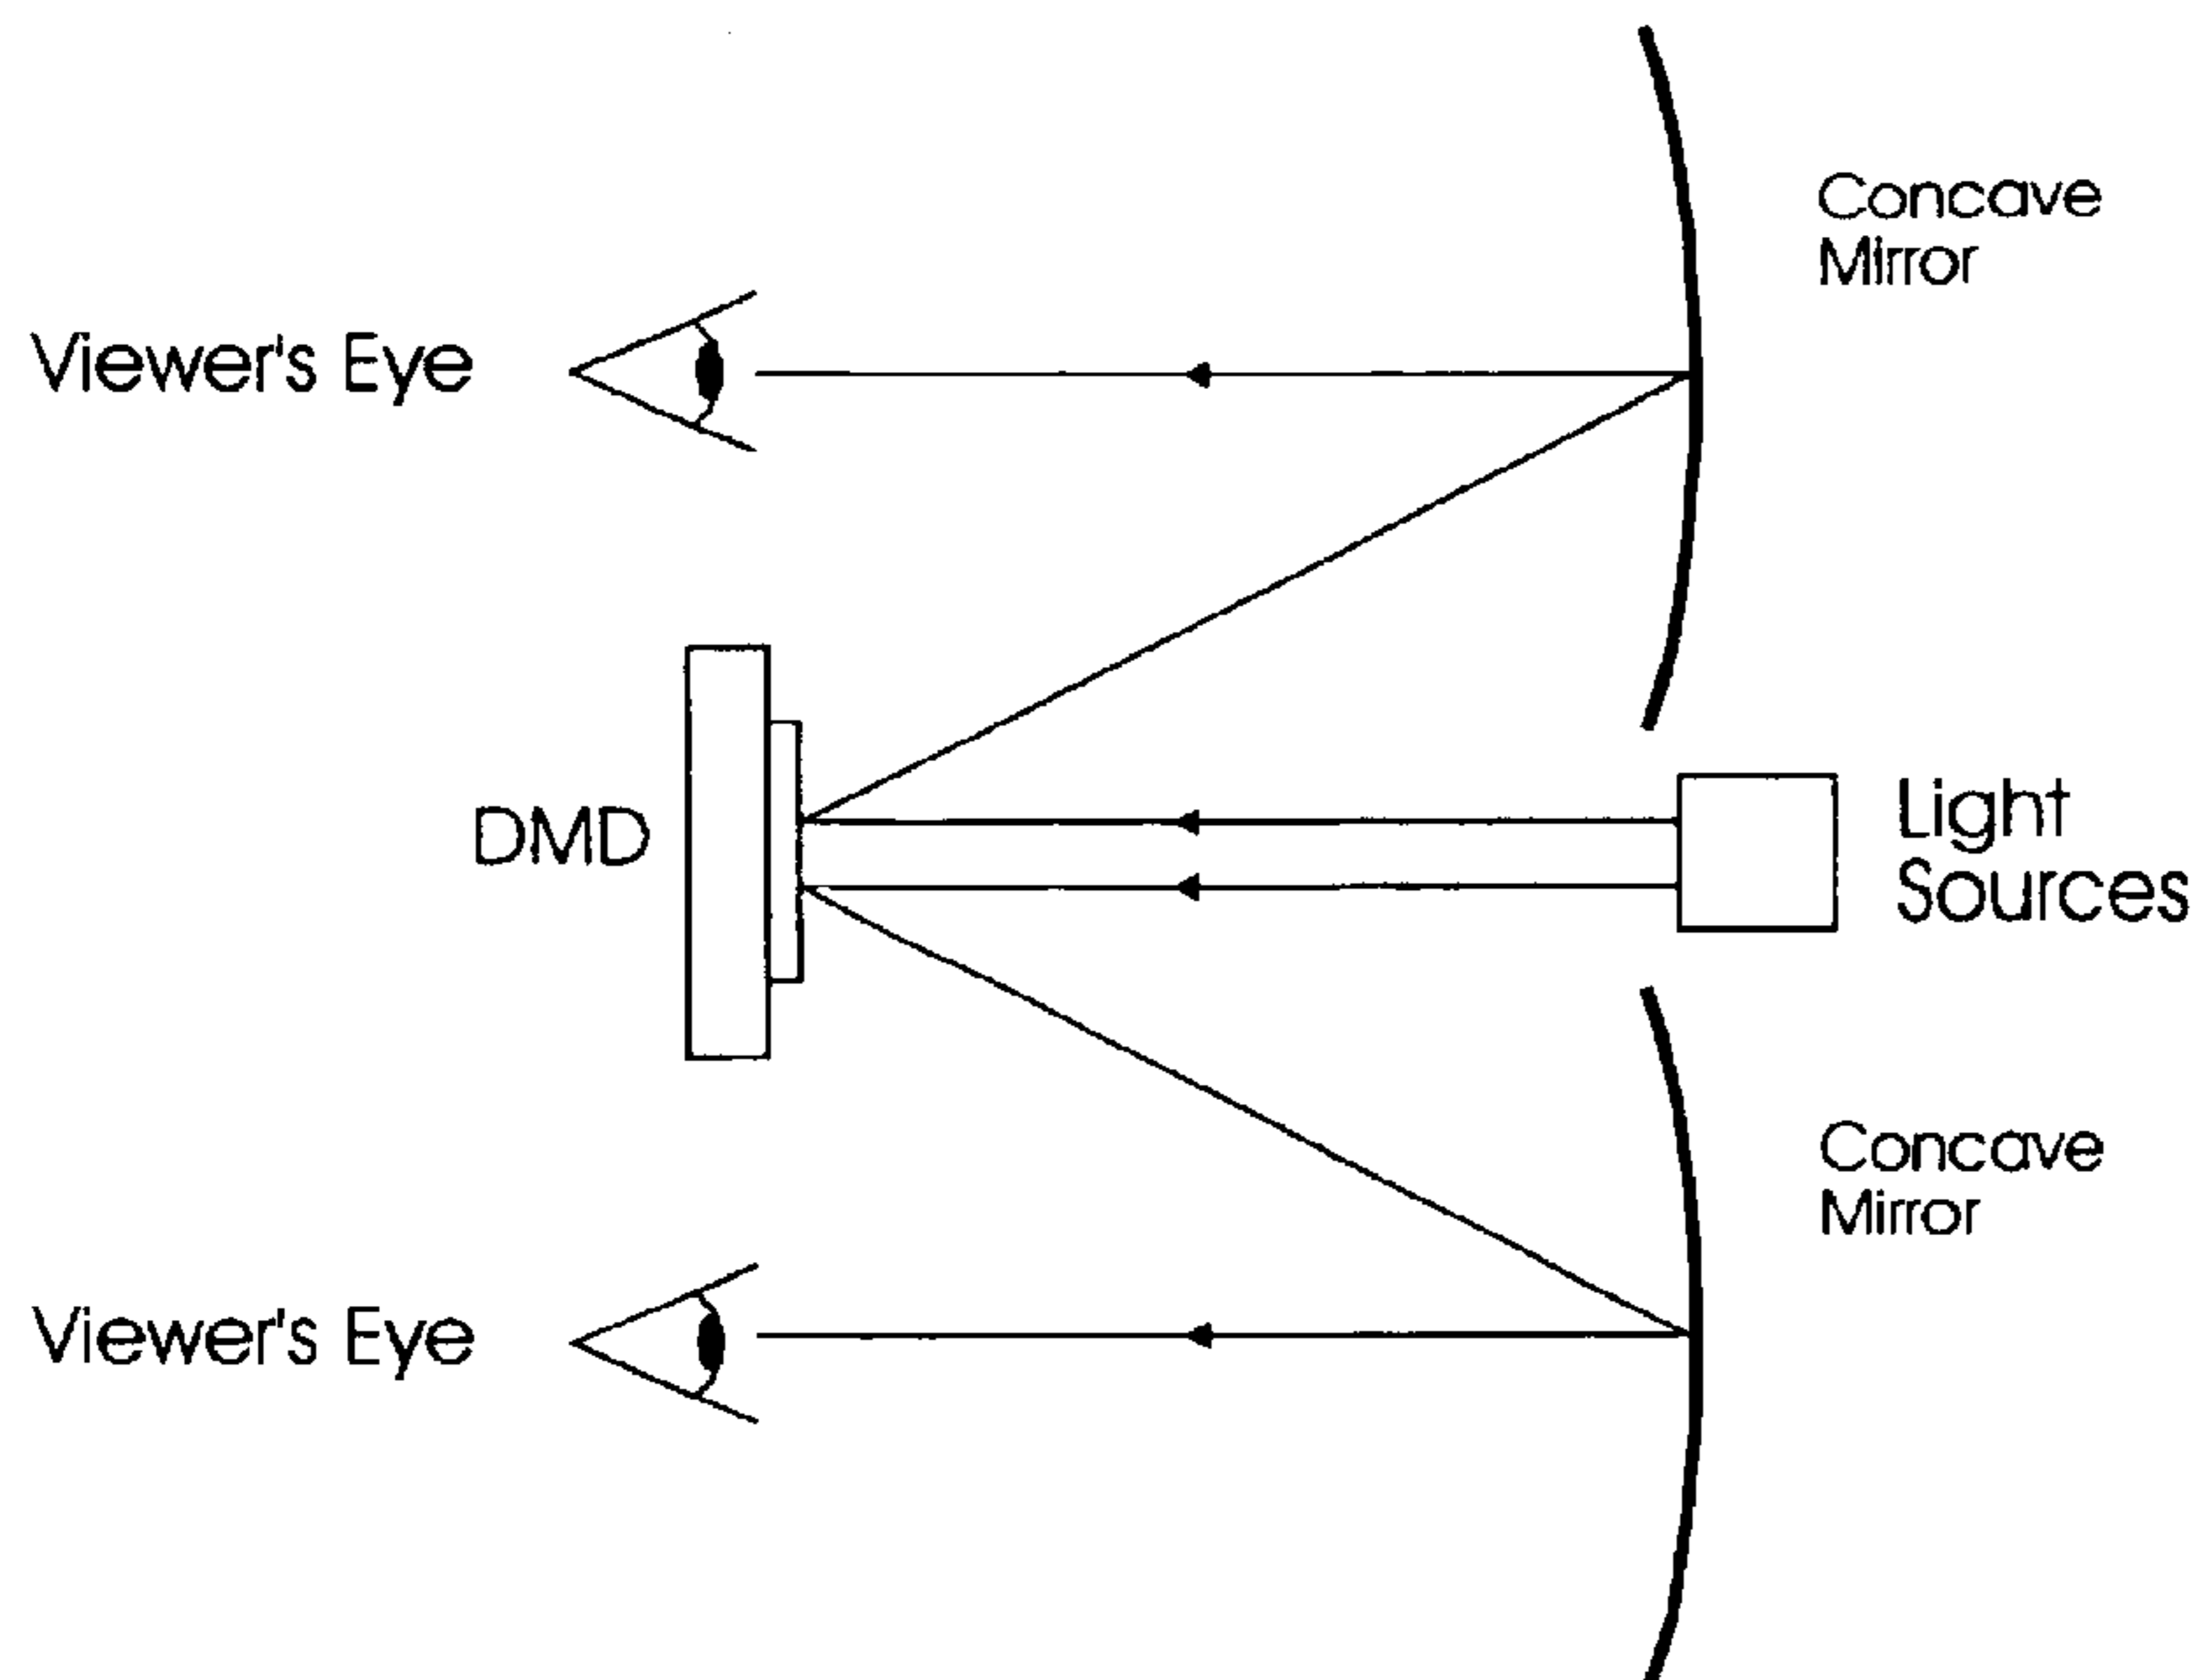 Concave
Mirror
Viewer's Eye
DMD
Light
Sources
Concave
Mirror
Viewer's Eye